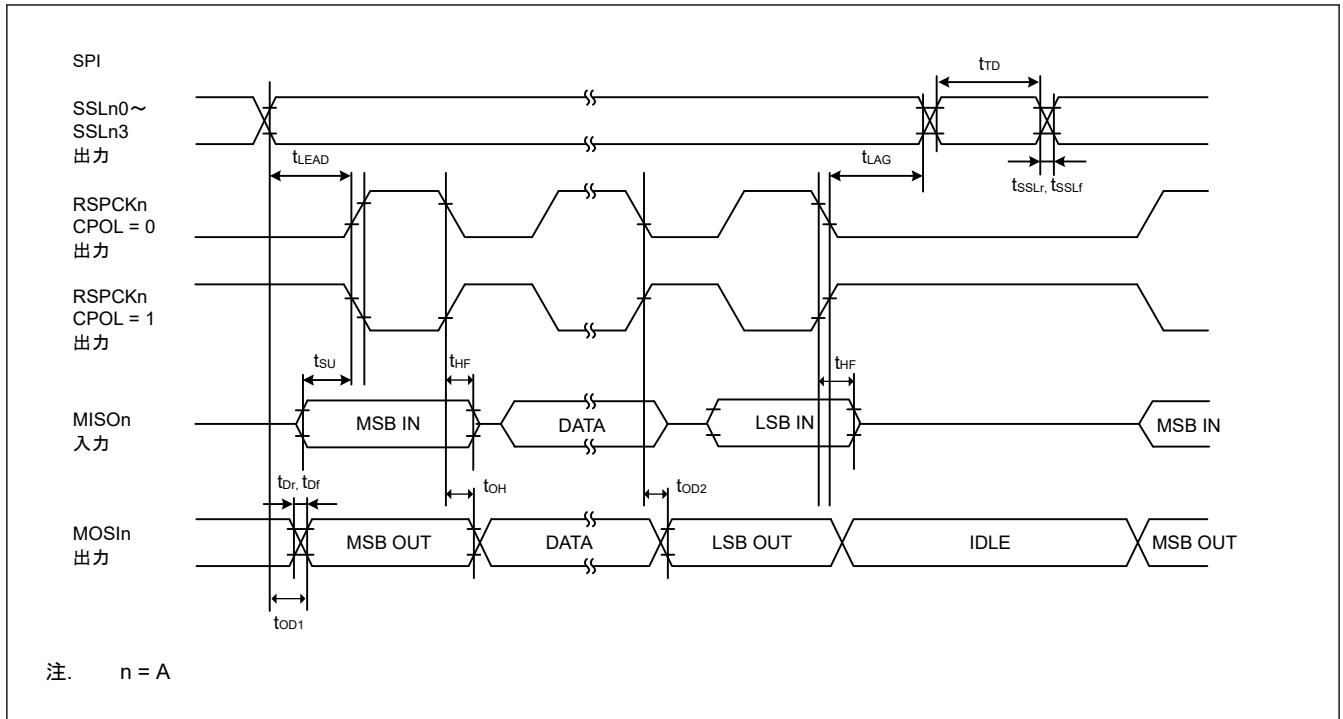 SPI
tTD
SSLn0～
SSLn3
出力
tLEAD
tLAG
tSSLr, tSSLf
RSPCKn
CPOL = 0
出力
RSPCKn
CPOL = 1
出力
tSU
tHF
tHF
MISOn
入力
MSB IN
DATA
LSB IN
MSB IN
tDr, tDf
tOH
tOD2
MOSIn
出力
MSB OUT
DATA
LSB OUT
IDLE
MSB OUT
tOD1
注. n = A